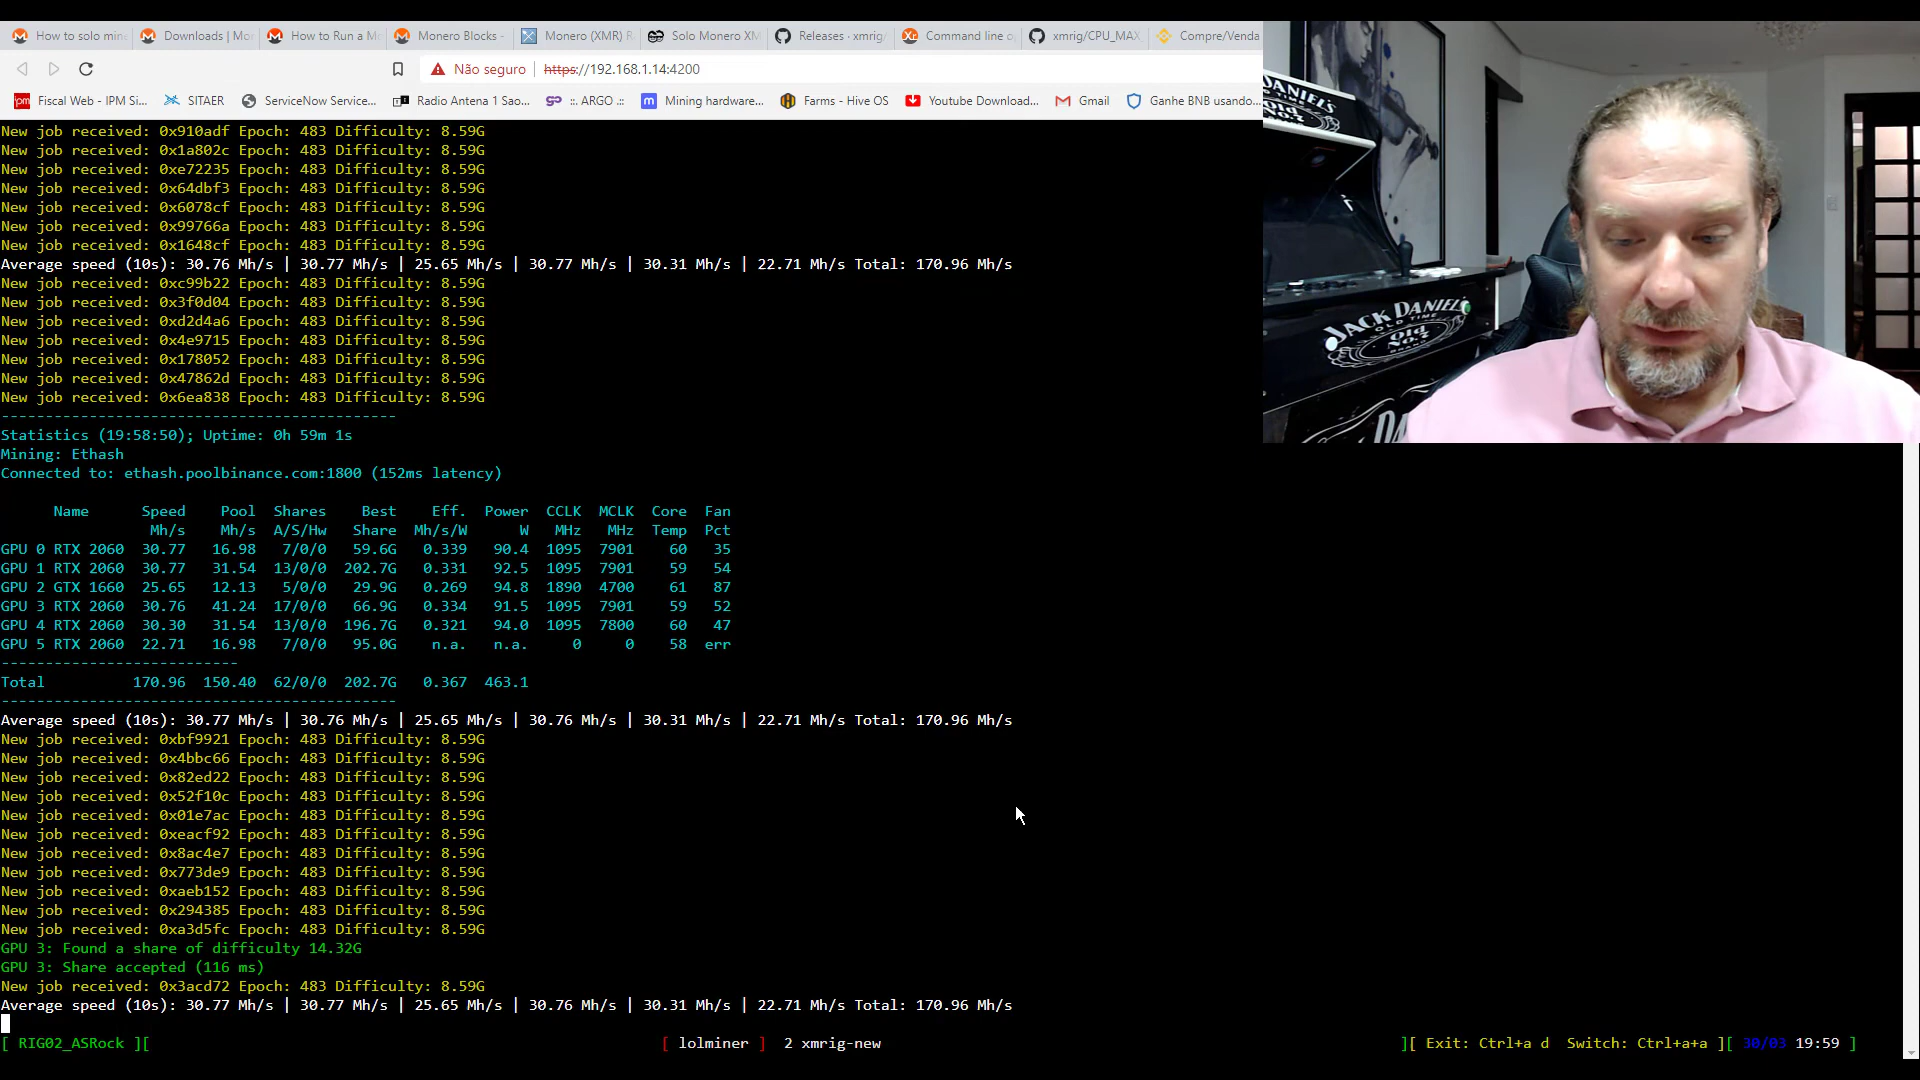 How to solo min
Downloads | Mo
How to Run a M
Monero Blocks -
Monero (XMR) R
Solo Monero XM
Releases · xmrig
Command line o
xmrig/CPU_MAX
Compre/Venda
Não seguro https://192.168.1.14:4200
Fiscal Web - IPM Si...
SITAER
ServiceNow Service...
Radio Antena 1 Sao...
::. ARGO .::
Mining hardware...
Farms - Hive OS
Youtube Download...
Gmail
Ganhe BNB usando...
New job received: 0x910adf Epoch: 483 Difficulty: 8.59G
New job received: 0x1a802c Epoch: 483 Difficulty: 8.59G
New job received: 0xe72235 Epoch: 483 Difficulty: 8.59G
New job received: 0x64dbf3 Epoch: 483 Difficulty: 8.59G
New job received: 0x6078cf Epoch: 483 Difficulty: 8.59G
New job received: 0x99766a Epoch: 483 Difficulty: 8.59G
New job received: 0x1648cf Epoch: 483 Difficulty: 8.59G
Average speed (10s): 30.76 Mh/s | 30.77 Mh/s | 25.65 Mh/s | 30.77 Mh/s | 30.31 Mh/s | 22.71 Mh/s Total: 170.96 Mh/s
New job received: 0xc99b22 Epoch: 483 Difficulty: 8.59G
New job received: 0x3f0d04 Epoch: 483 Difficulty: 8.59G
New job received: 0xd2d4a6 Epoch: 483 Difficulty: 8.59G
New job received: 0x4e9715 Epoch: 483 Difficulty: 8.59G
New job received: 0x178052 Epoch: 483 Difficulty: 8.59G
New job received: 0x47862d Epoch: 483 Difficulty: 8.59G
New job received: 0x6ea838 Epoch: 483 Difficulty: 8.59G
---------------------------------------------
Statistics (19:58:50); Uptime: 0h 59m 1s
Mining: Ethash
Connected to: ethash.poolbinance.com:1800 (152ms latency)
Name Speed Pool Shares Best Eff. Power CCLK MCLK Core Fan
Mh/s Mh/s A/S/Hw Share Mh/s/W W MHz MHz Temp Pct
GPU 0 RTX 2060 30.77 16.98 7/0/0 59.6G 0.339 90.4 1095 7901 60 35
GPU 1 RTX 2060 30.77 31.54 13/0/0 202.7G 0.331 92.5 1095 7901 59 54
GPU 2 GTX 1660 25.65 12.13 5/0/0 29.9G 0.269 94.8 1890 4700 61 87
GPU 3 RTX 2060 30.76 41.24 17/0/0 66.9G 0.334 91.5 1095 7901 59 52
GPU 4 RTX 2060 30.30 31.54 13/0/0 196.7G 0.321 94.0 1095 7800 60 47
GPU 5 RTX 2060 22.71 16.98 7/0/0 95.0G n.a. n.a. 0 0 58 err
---------------------------
Total 170.96 150.40 62/0/0 202.7G 0.367 463.1
---------------------------------------------
Average speed (10s): 30.77 Mh/s | 30.76 Mh/s | 25.65 Mh/s | 30.76 Mh/s | 30.31 Mh/s | 22.71 Mh/s Total: 170.96 Mh/s
New job received: 0xbf9921 Epoch: 483 Difficulty: 8.59G
New job received: 0x4bbc66 Epoch: 483 Difficulty: 8.59G
New job received: 0x82ed22 Epoch: 483 Difficulty: 8.59G
New job received: 0x52f10c Epoch: 483 Difficulty: 8.59G
New job received: 0x01e7ac Epoch: 483 Difficulty: 8.59G
New job received: 0xeacf92 Epoch: 483 Difficulty: 8.59G
New job received: 0x8ac4e7 Epoch: 483 Difficulty: 8.59G
New job received: 0x773de9 Epoch: 483 Difficulty: 8.59G
New job received: 0xaeb152 Epoch: 483 Difficulty: 8.59G
New job received: 0x294385 Epoch: 483 Difficulty: 8.59G
New job received: 0xa3d5fc Epoch: 483 Difficulty: 8.59G
GPU 3: Found a share of difficulty 14.32G
GPU 3: Share accepted (116 ms)
New job received: 0x3acd72 Epoch: 483 Difficulty: 8.59G
Average speed (10s): 30.77 Mh/s | 30.77 Mh/s | 25.65 Mh/s | 30.76 Mh/s | 30.31 Mh/s | 22.71 Mh/s Total: 170.96 Mh/s
[ RIG02_ASRock ][ [ lolminer ] 2 xmrig-new ][ Exit: Ctrl+a d Switch: Ctrl+a+a ][ 30/03 19:59 ]
DANIEL'S
Old
No.7
JACK DANIEL'S
OLD TIME
Old
No.7
BRAND